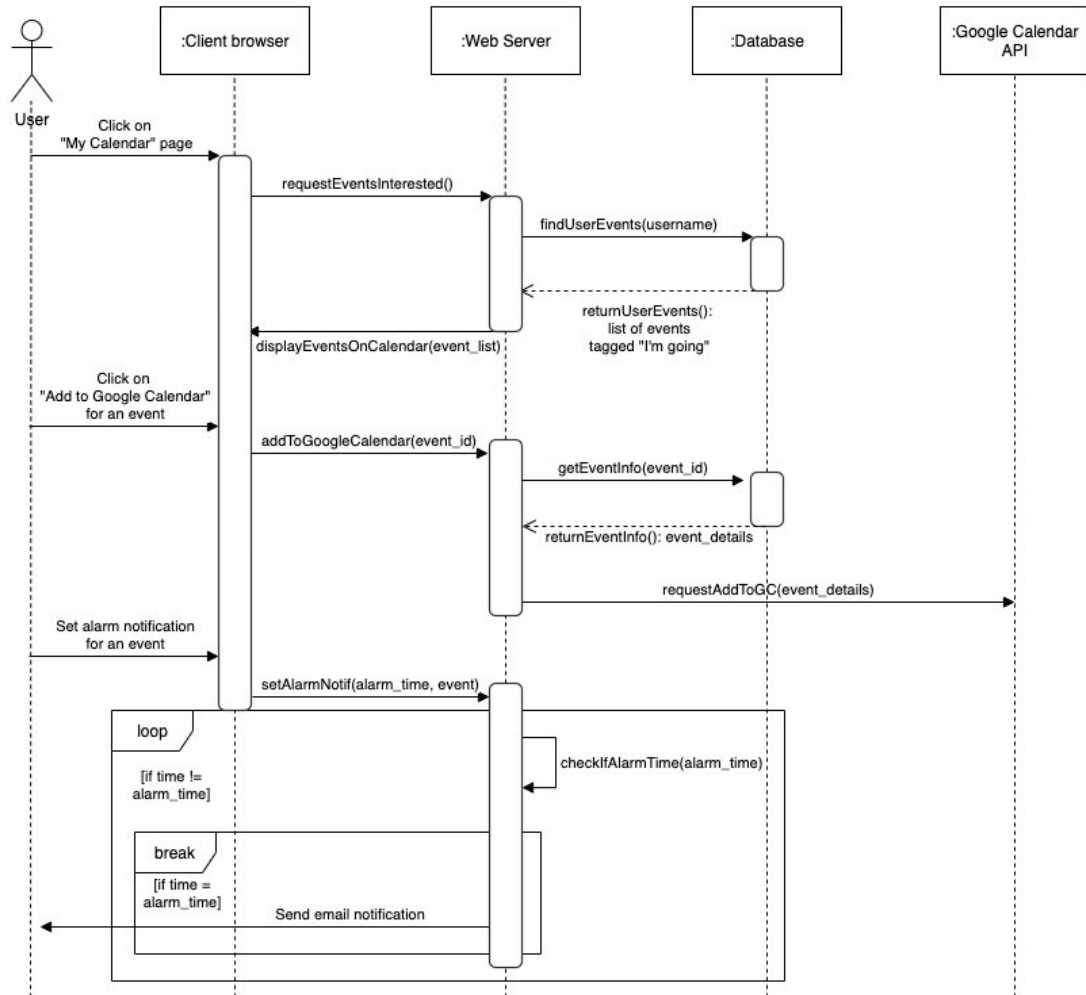 :Client browser
:Web Server
:Database
:Google Calendar
API
User
Click on
"My Calendar" page
requestEventsInterested()
findUserEvents(username)
returnUserEvents():
list of events
tagged "I'm going"
displayEventsOnCalendar(event_list)
Click on
"Add to Google Calendar"
for an event
addToGoogleCalendar(event_id)
getEventInfo(event_id)
returnEventInfo(): event_details
requestAddToGC(event_details)
Set alarm notification
for an event
setAlarmNotif(alarm_time, event)
loop
checkIfAlarmTime(alarm_time)
[if time !=
alarm_time]
break
[if time =
alarm_time]
Send email notification